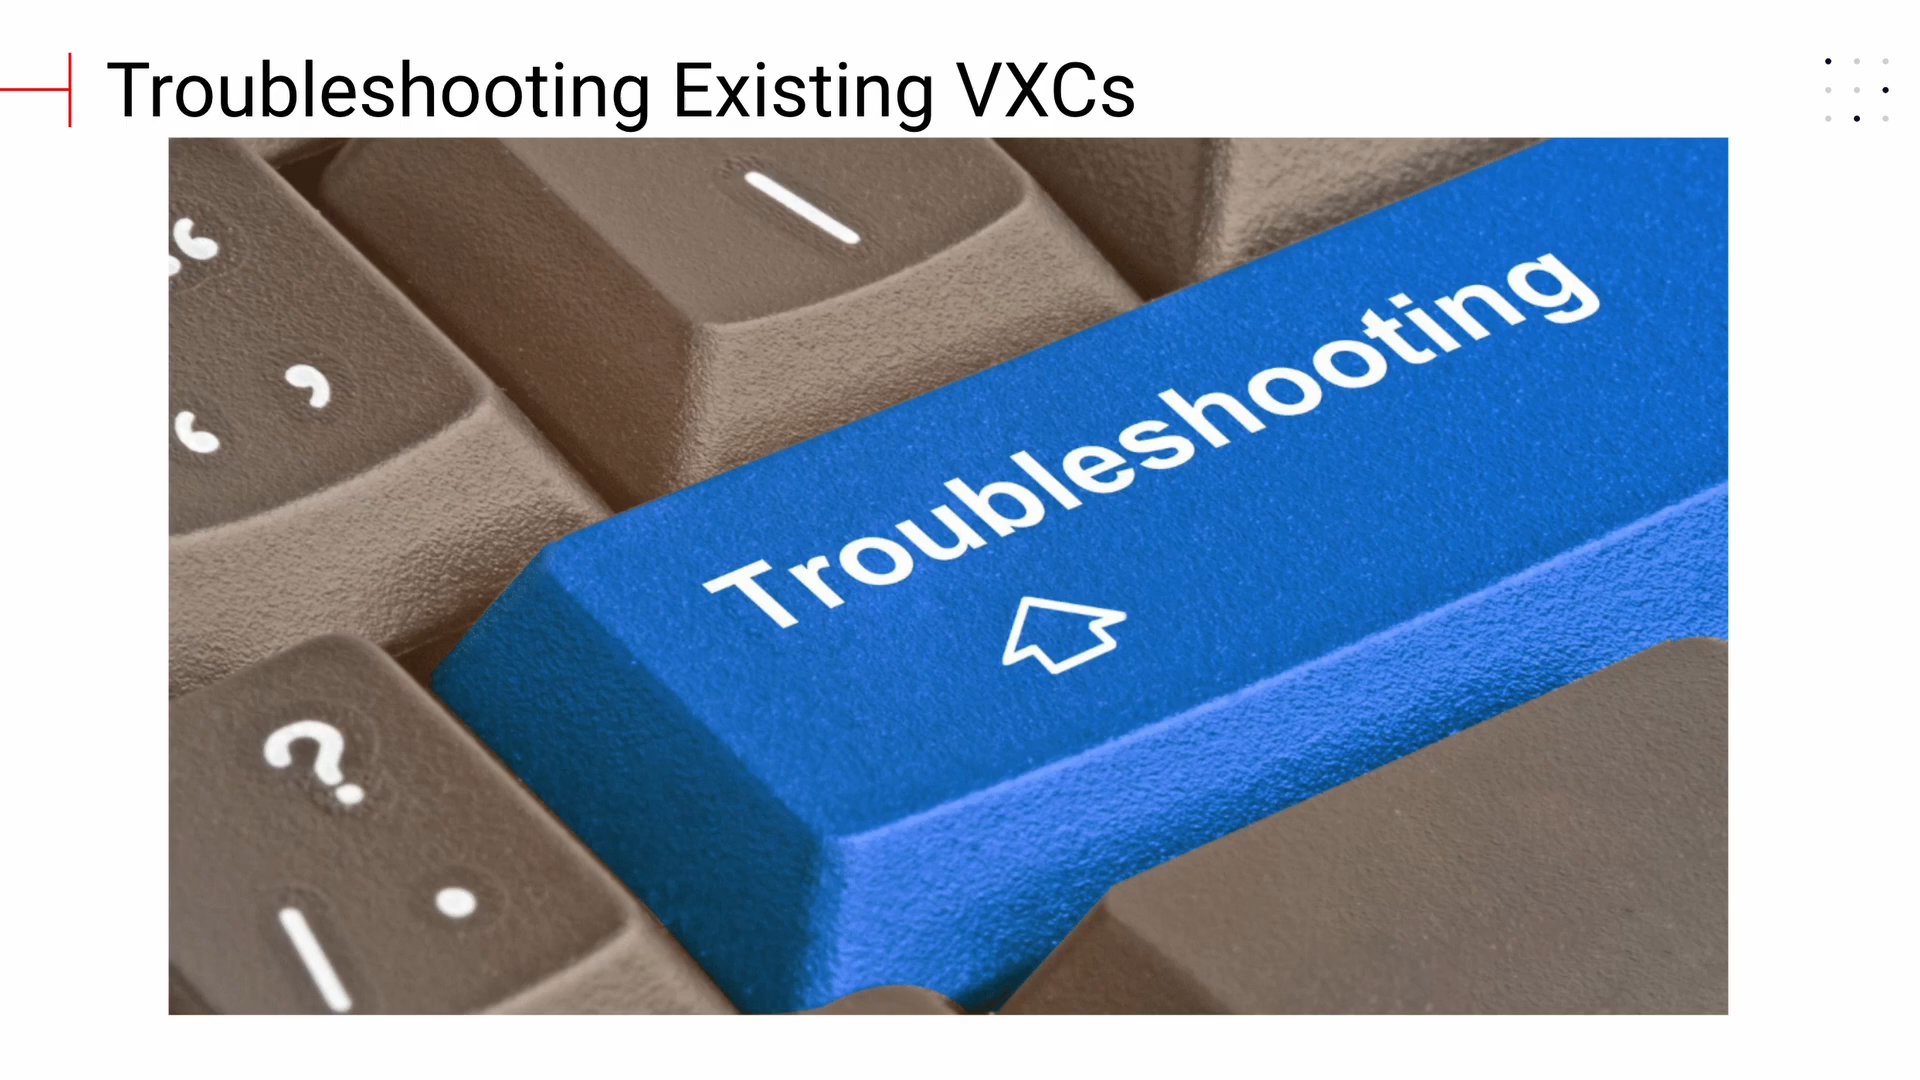 Troubleshooting Existing VXCs
“
‘ ,
?
/ .
\
Troubleshooting